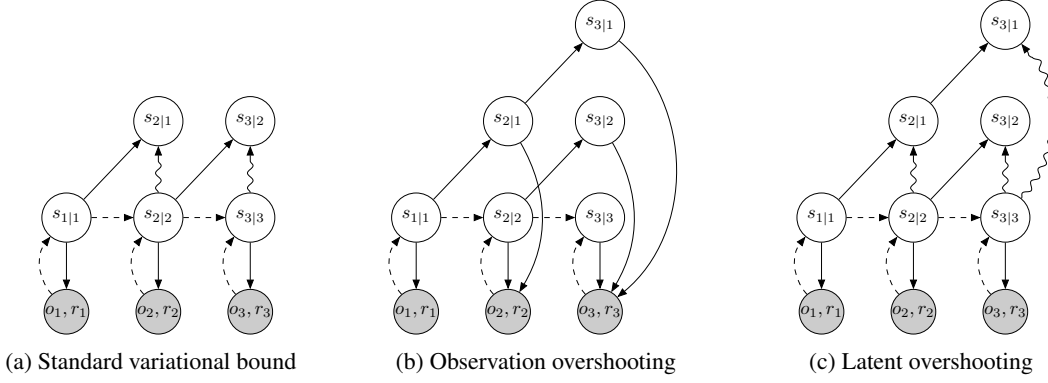 s3|1
s3|1
s2|1
s3|2
s2|1
s3|2
s2|1
s3|2
s1|1
s2|2
s3|3
s1|1
s2|2
s3|3
s1|1
s2|2
s3|3
o1, r1
o2, r2
o3, r3
o1, r1
o2, r2
o3, r3
o1, r1
o2, r2
o3, r3
(a) Standard variational bound
(b) Observation overshooting
(c) Latent overshooting